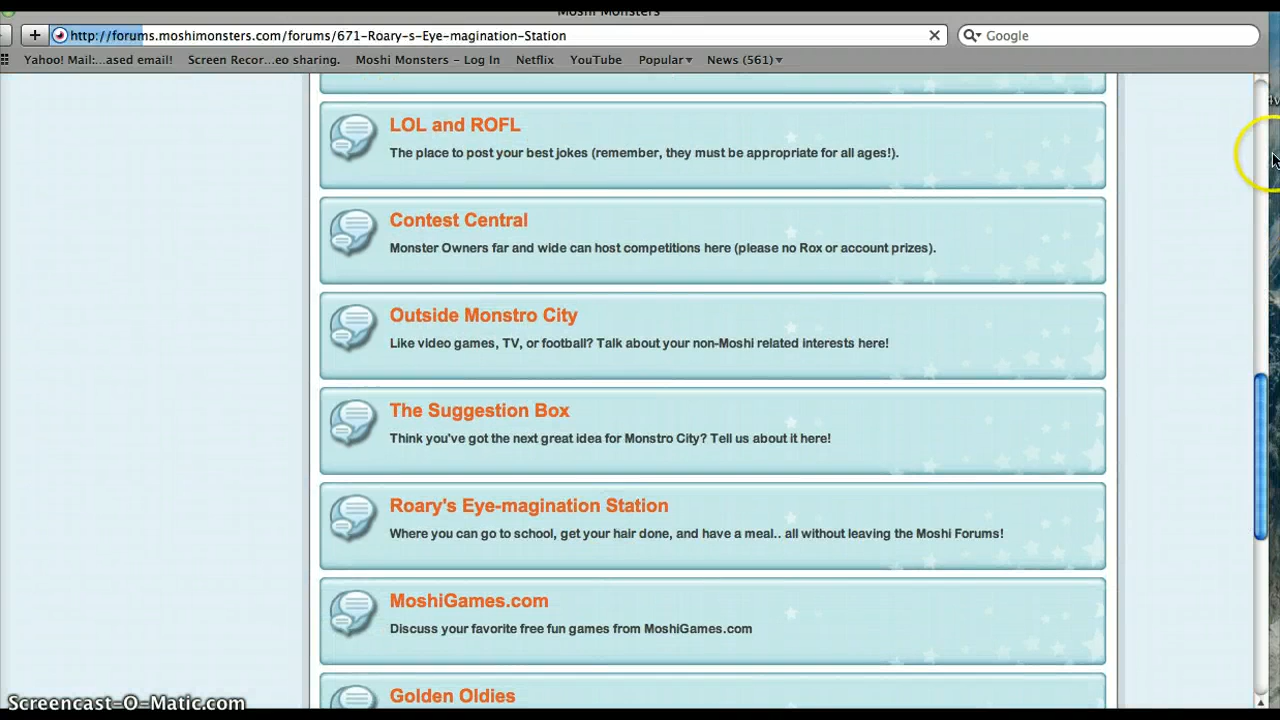 Moshi Monsters
http://forums.moshimonsters.com/forums/671-Roary-s-Eye-magination-Station
Google
Yahoo! Mail:...ased email! Screen Recor...eo sharing. Moshi Monsters - Log In Netflix YouTube Popular News (561)
LOL and ROFL
The place to post your best jokes (remember, they must be appropriate for all ages!).
Contest Central
Monster Owners far and wide can host competitions here (please no Rox or account prizes).
Outside Monstro City
Like video games, TV, or football? Talk about your non-Moshi related interests here!
The Suggestion Box
Think you've got the next great idea for Monstro City? Tell us about it here!
Roary's Eye-magination Station
Where you can go to school, get your hair done, and have a meal.. all without leaving the Moshi Forums!
MoshiGames.com
Discuss your favorite free fun games from MoshiGames.com
Golden Oldies
Screencast-O-Matic.com